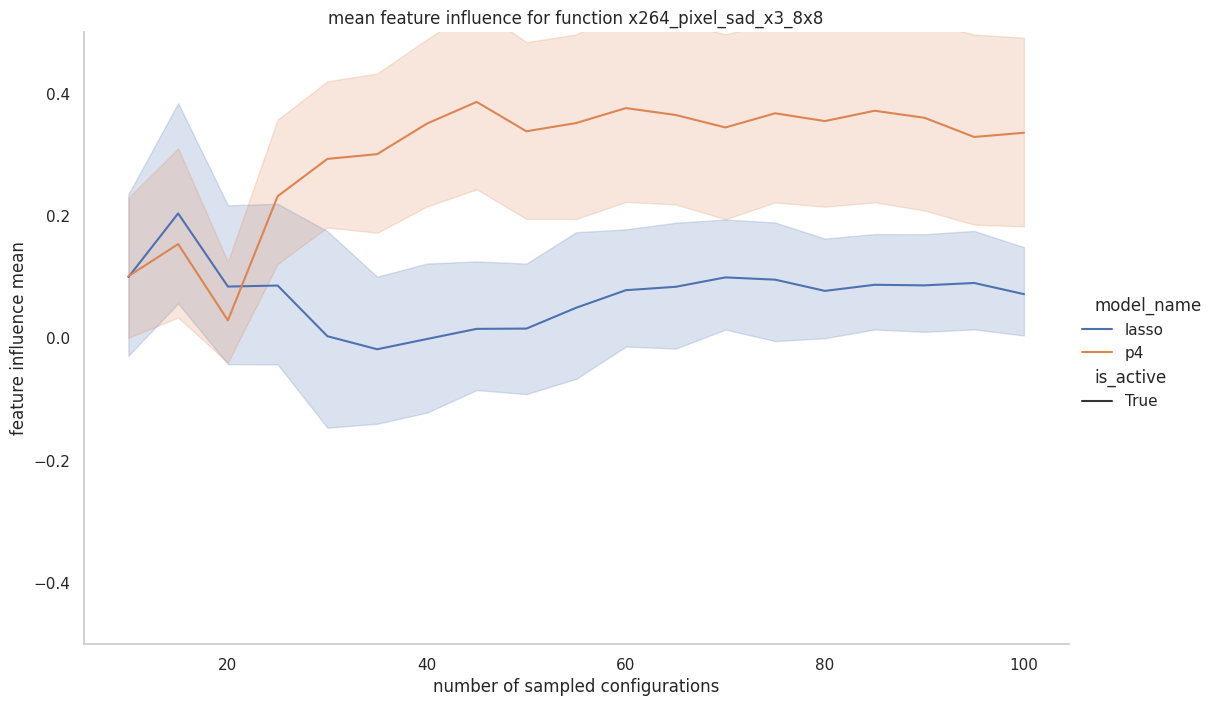 mean feature influence for function x264_pixel_sad_x3_8x8
feature influence mean
0.4
0.2
0.0
−0.2
−0.4
20
40
60
80
100
number of sampled configurations
model_name
lasso
p4
is_active
True